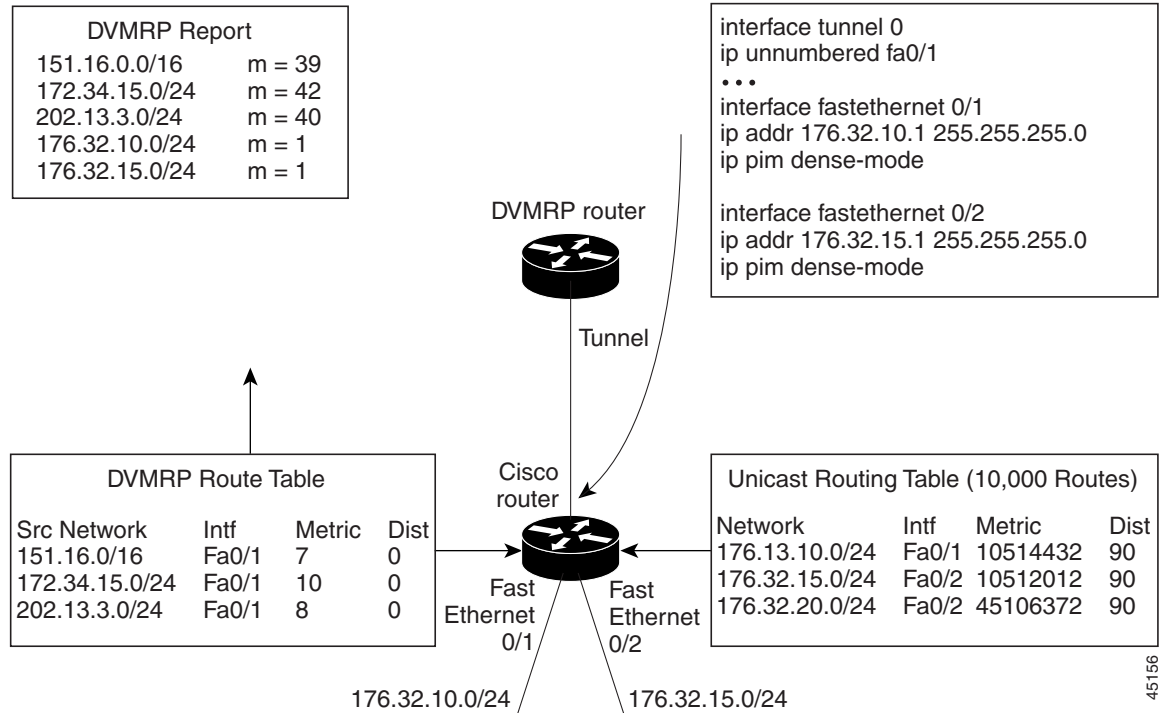 DVMRP Report
151.16.0.0/16 m = 39
172.34.15.0/24 m = 42
202.13.3.0/24 m = 40
176.32.10.0/24 m = 1
176.32.15.0/24 m = 1
interface tunnel 0
ip unnumbered fa0/1
• • •
interface fastethernet 0/1
ip addr 176.32.10.1 255.255.255.0
ip pim dense-mode
interface fastethernet 0/2
ip addr 176.32.15.1 255.255.255.0
ip pim dense-mode
DVMRP router
Tunnel
Cisco
router
DVMRP Route Table
Src Network Intf Metric Dist
151.16.0/16 Fa0/1 7 0
172.34.15.0/24 Fa0/1 10 0
202.13.3.0/24 Fa0/1 8 0
Unicast Routing Table (10,000 Routes)
Network Intf Metric Dist
176.13.10.0/24 Fa0/1 10514432 90
176.32.15.0/24 Fa0/2 10512012 90
176.32.20.0/24 Fa0/2 45106372 90
Fast
Ethernet
0/1
Fast
Ethernet
0/2
176.32.10.0/24
176.32.15.0/24
45156